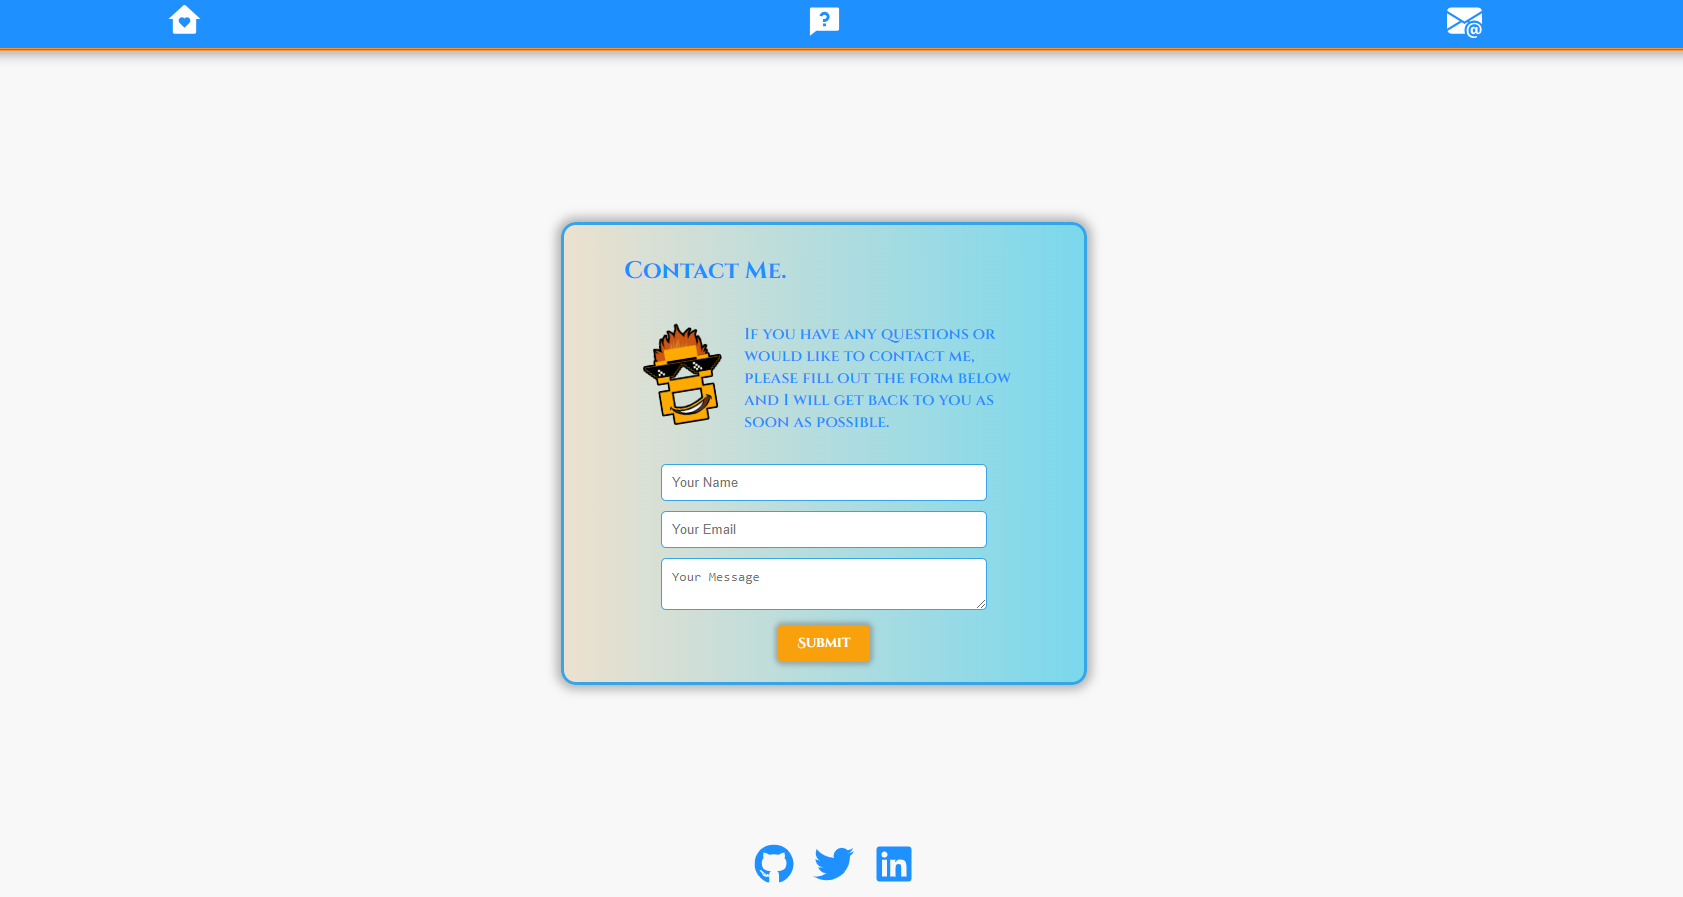 Contact Me.
If you have any questions or
would like to contact me,
please fill out the form below
and I will get back to you as
soon as possible.
Your Name
Your Email
Your Message
Submit